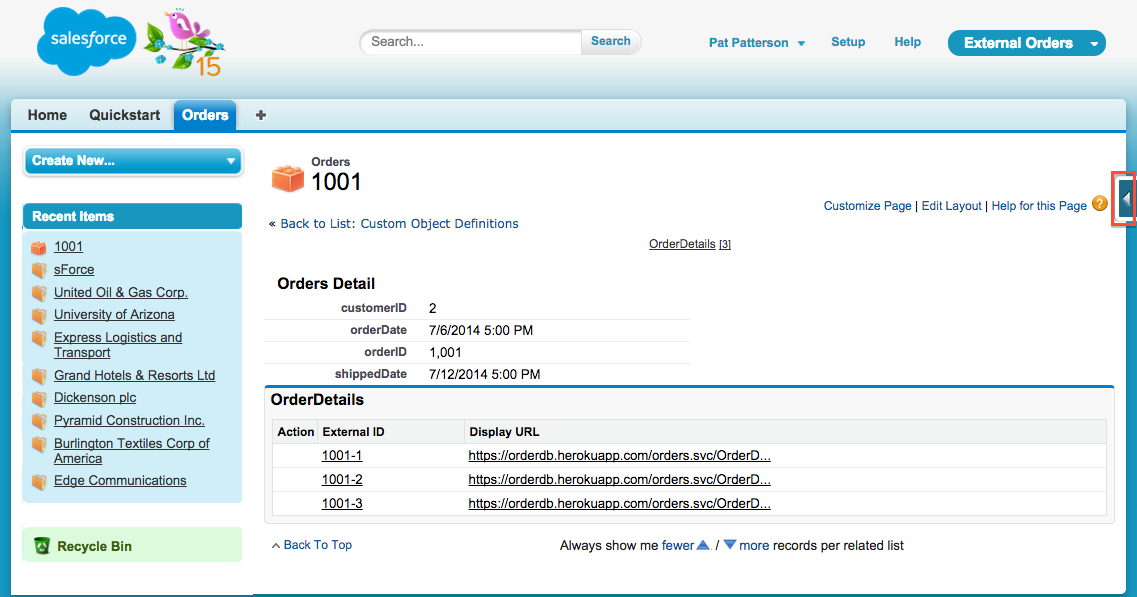 salesforce
15
Search...
Search
Pat Patterson
Setup
Help
External Orders
Home
Quickstart
Orders
+
Create New...
Recent Items
1001
sForce
United Oil & Gas Corp.
University of Arizona
Express Logistics and
Transport
Grand Hotels & Resorts Ltd
Dickenson plc
Pyramid Construction Inc.
Burlington Textiles Corp of
America
Edge Communications
Recycle Bin
Orders
1001
Customize Page | Edit Layout | Help for this Page ?
« Back to List: Custom Object Definitions
OrderDetails [3]
Orders Detail
customerID 2
orderDate 7/6/2014 5:00 PM
orderID 1,001
shippedDate 7/12/2014 5:00 PM
OrderDetails
Action External ID Display URL
1001-1 https://orderdb.herokuapp.com/orders.svc/OrderD...
1001-2 https://orderdb.herokuapp.com/orders.svc/OrderD...
1001-3 https://orderdb.herokuapp.com/orders.svc/OrderD...
Back To Top
Always show me fewer / more records per related list